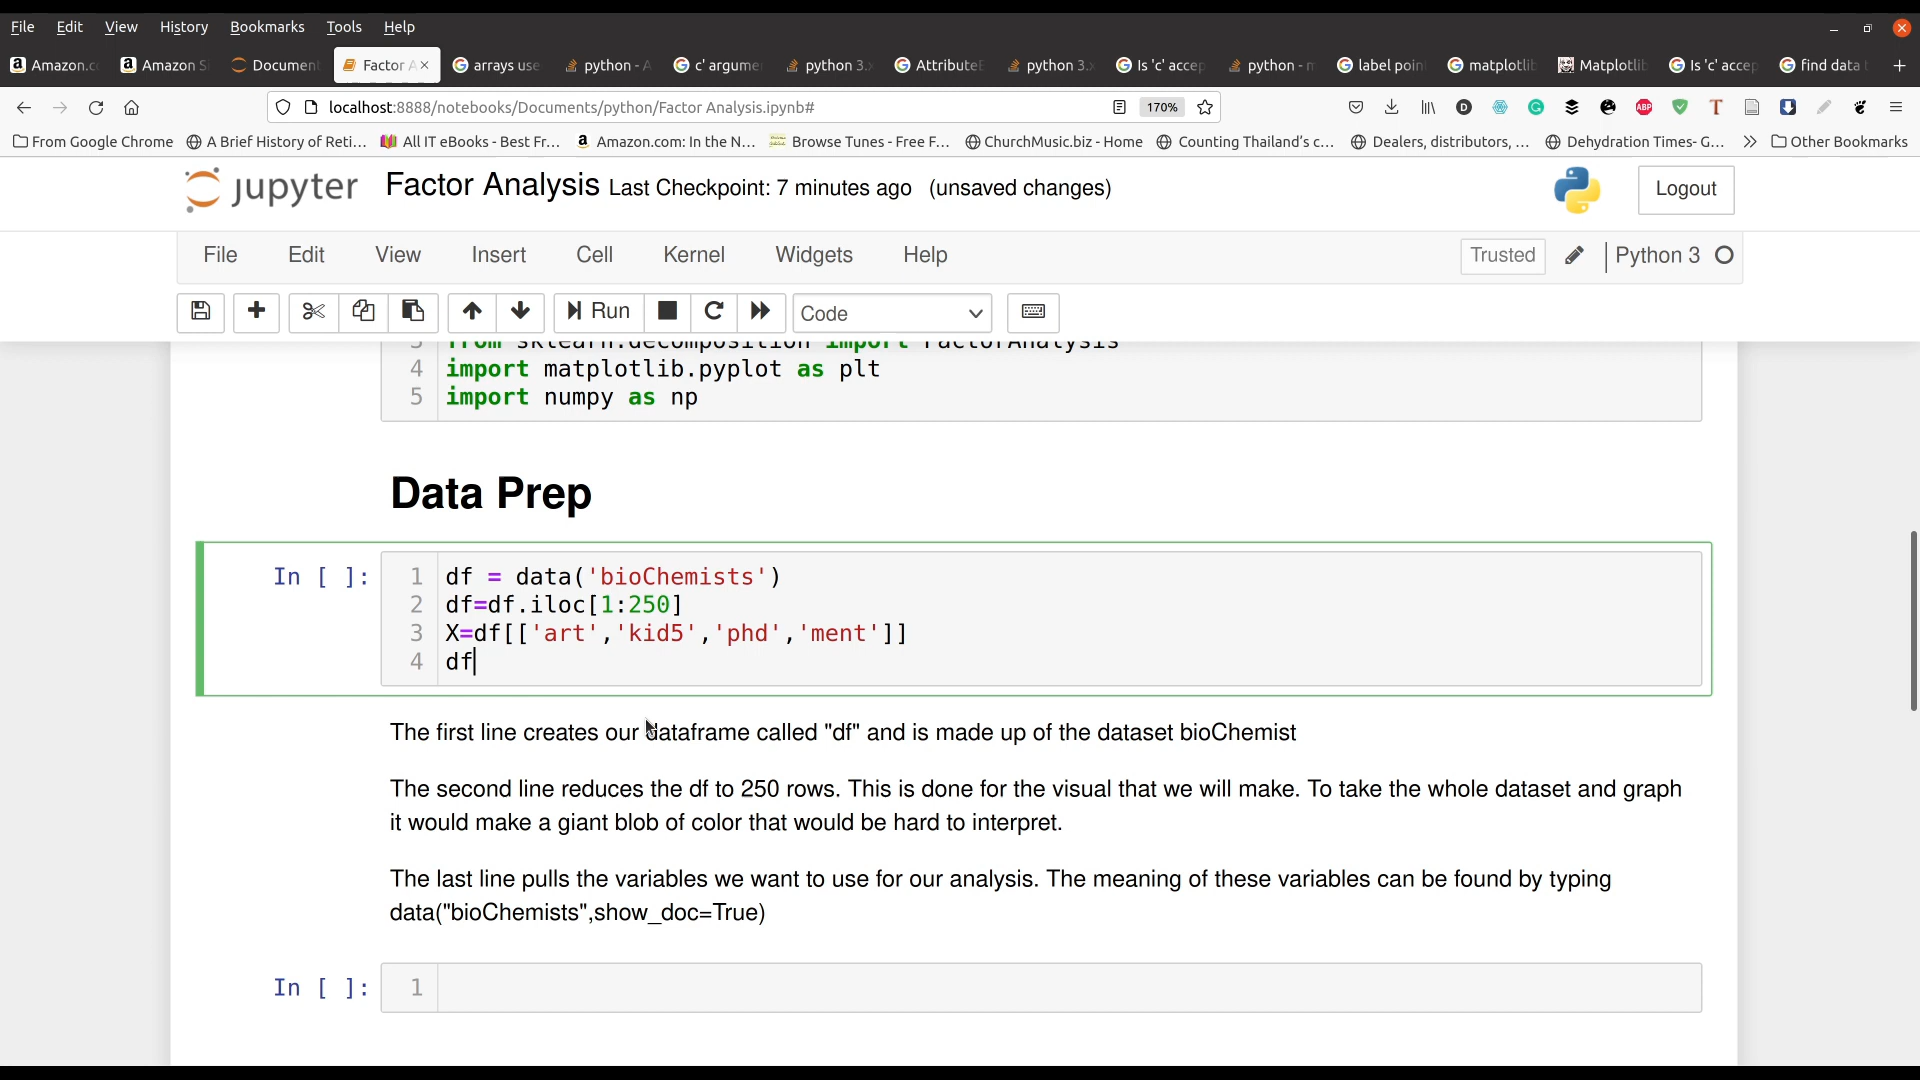 File Edit View History Bookmarks Tools Help
Amazon.c Amazon S Document Factor A arrays use python - A c' argume python 3.x Attribute python 3.x Is 'c' acce python - m label poin matplotli Matplotli Is 'c' acce find data
localhost:8888/notebooks/Documents/python/Factor Analysis.ipynb# 170%
From Google Chrome A Brief History of Reti... All IT eBooks - Best Fr... Amazon.com: In the N... Browse Tunes - Free F... ChurchMusic.biz - Home Counting Thailand's c... Dealers, distributors, ... Dehydration Times- G... Other Bookmarks
jupyter Factor Analysis Last Checkpoint: 7 minutes ago (unsaved changes) Logout
File Edit View Insert Cell Kernel Widgets Help Trusted Python 3
Run Code
3 from sklearn.decomposition import FactorAnalysis
4 import matplotlib.pyplot as plt
5 import numpy as np
Data Prep
In [ ]: 1 df = data('bioChemists')
2 df=df.iloc[1:250]
3 X=df[['art','kid5','phd','ment']]
4 df
The first line creates our dataframe called "df" and is made up of the dataset bioChemist
The second line reduces the df to 250 rows. This is done for the visual that we will make. To take the whole dataset and graph
it would make a giant blob of color that would be hard to interpret.
The last line pulls the variables we want to use for our analysis. The meaning of these variables can be found by typing
data("bioChemists",show_doc=True)
In [ ]: 1